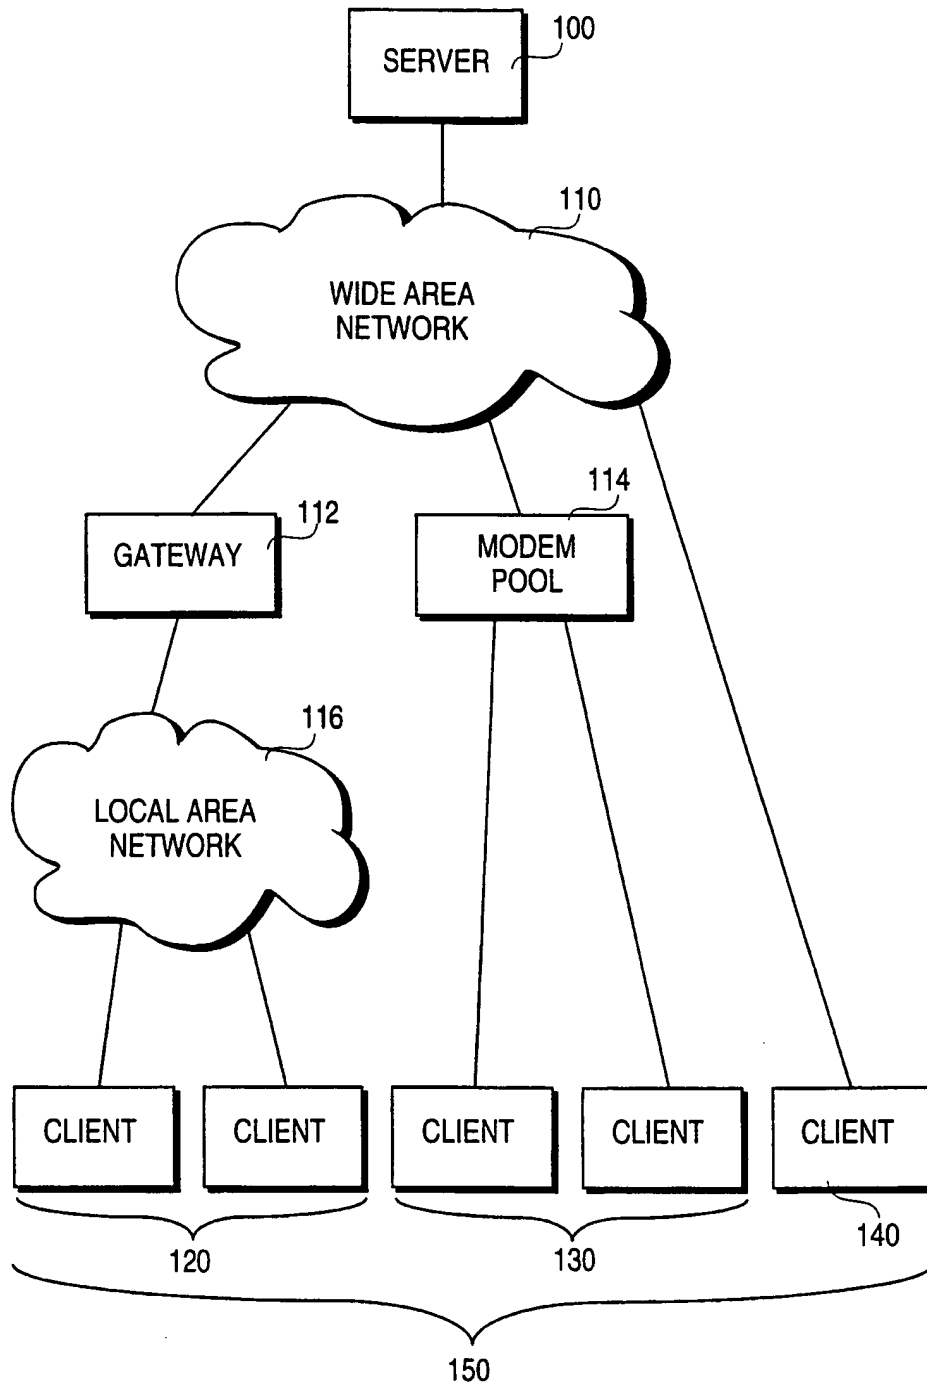 SERVER
100
110
WIDE AREA
NETWORK
112
GATEWAY
114
MODEM
POOL
116
LOCAL AREA
NETWORK
CLIENT
CLIENT
CLIENT
CLIENT
CLIENT
120
130
140
150